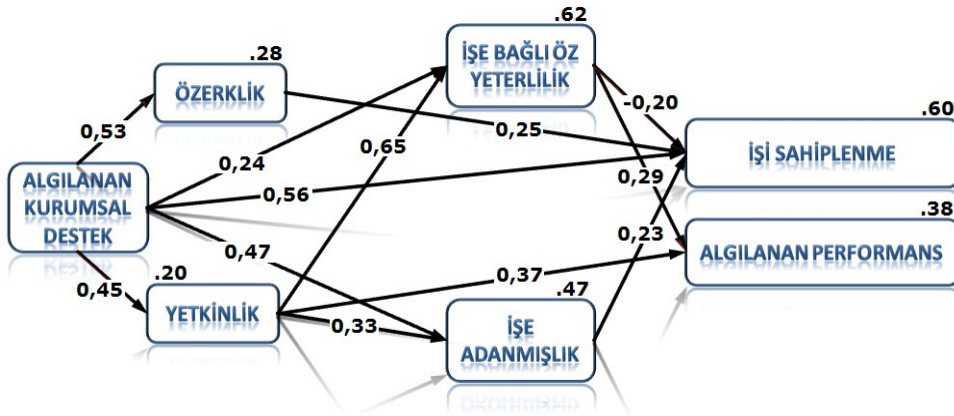 .62
İŞE BAĞLI ÖZ
YETERLİLİK
.28
ÖZERKLİK
-0,20
0,25
.60
İŞİ SAHİPLENME
0,53
0,24
0,65
ALGILANAN
KURUMSAL
DESTEK
0,56
0,29
.38
ALGILANAN PERFORMANS
0,47
0,23
.20
0,45
YETKİNLİK
0,37
0,33
.47
İŞE
ADANMIŞLIK